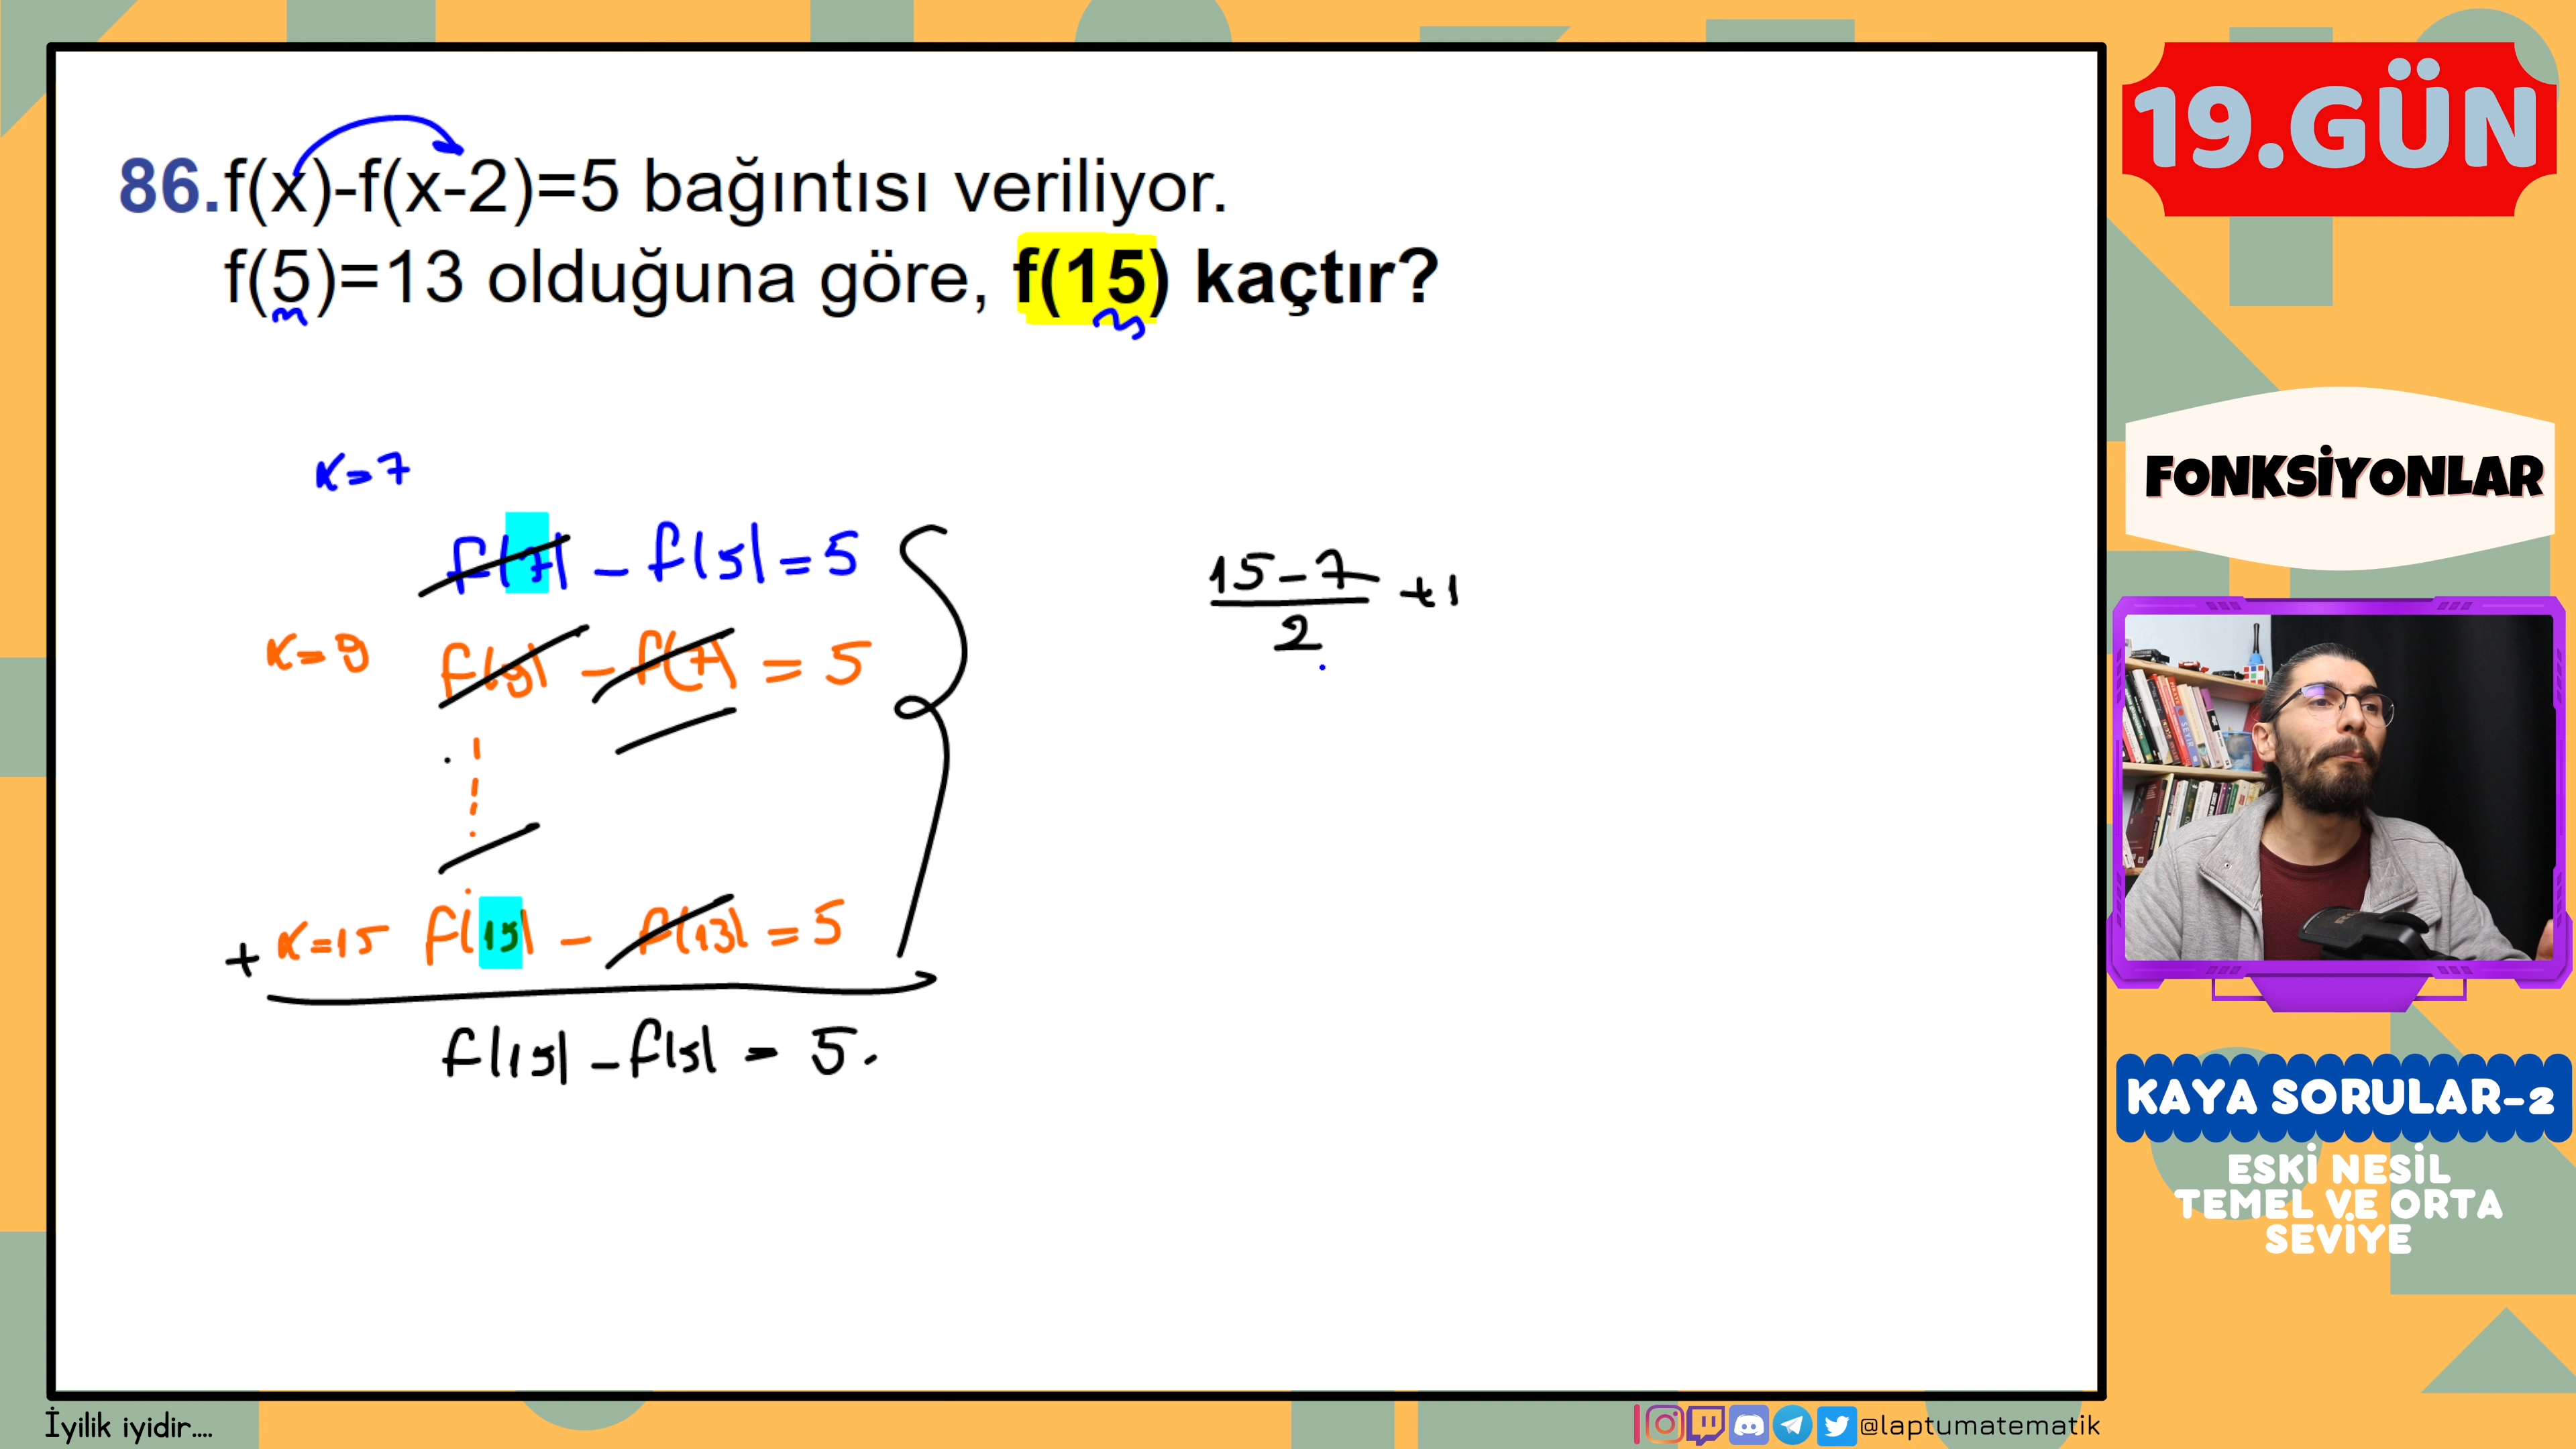 19.GÜN
86.f(x)-f(x-2)=5 bağıntısı veriliyor.
f(5)=13 olduğuna göre, f(15) kaçtır?
x=7
f(7) - f(5) = 5
x=9 f(9) - f(7) = 5
+ x=15 f(15) - f(13) = 5
f(15) - f(5) = 5.
15-7
2
+1
FONKSİYONLAR
KAYA SORULAR-2
ESKİ NESİL
TEMEL VE ORTA
SEVİYE
İyilik iyidir....
@laptumatematik